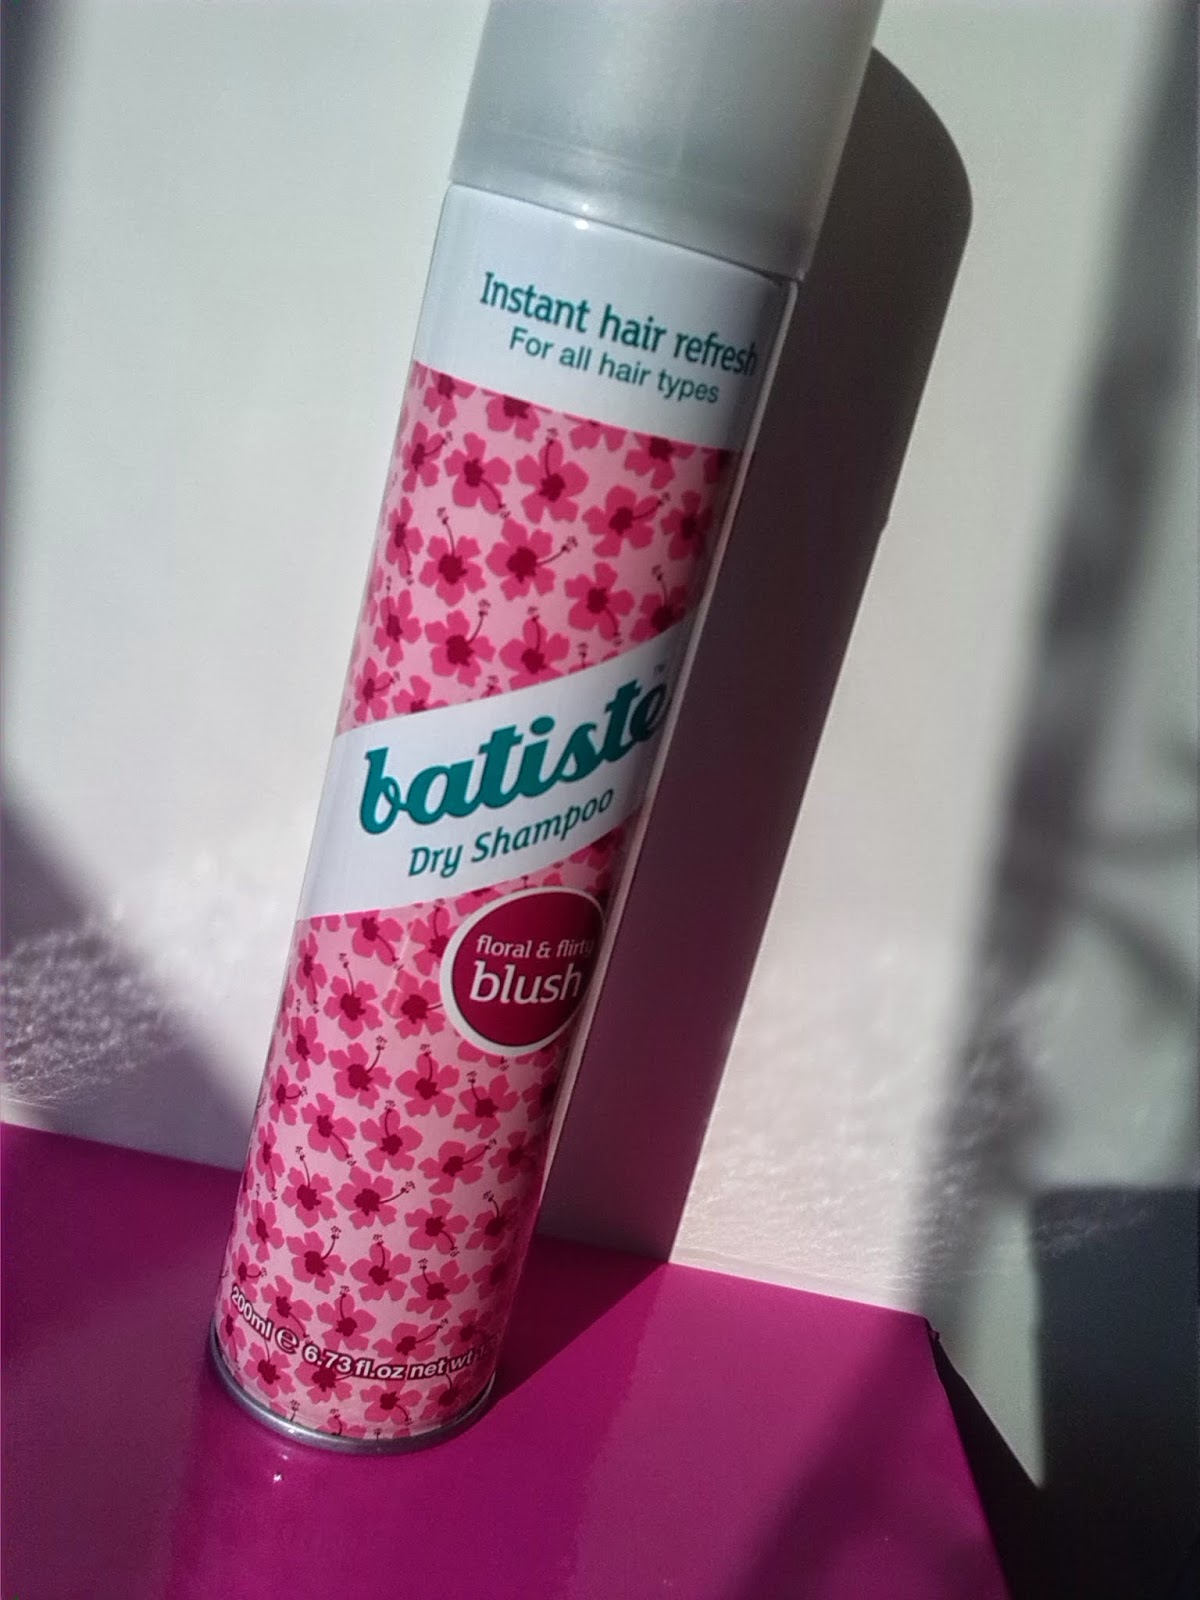 Instant hair refresh
For all hair types
batiste™
Dry Shampoo
floral & flirty
blush
200ml e 6.73 fl.oz net wt